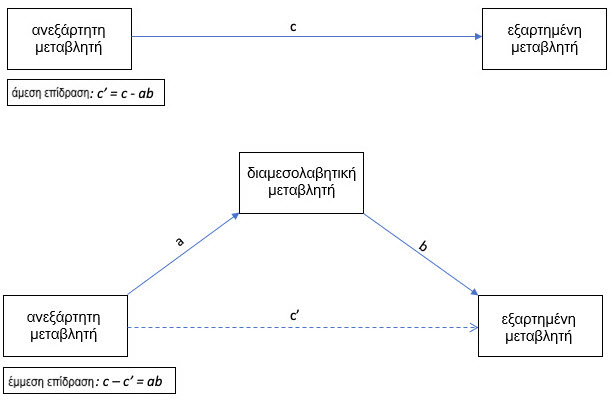 ανεξάρτητη
μεταβλητή
c
εξαρτημένη
μεταβλητή
άμεση επίδραση: c’ = c - ab
διαμεσολαβητική
μεταβλητή
a
b
ανεξάρτητη
μεταβλητή
c’
εξαρτημένη
μεταβλητή
έμμεση επίδραση: c – c’ = ab